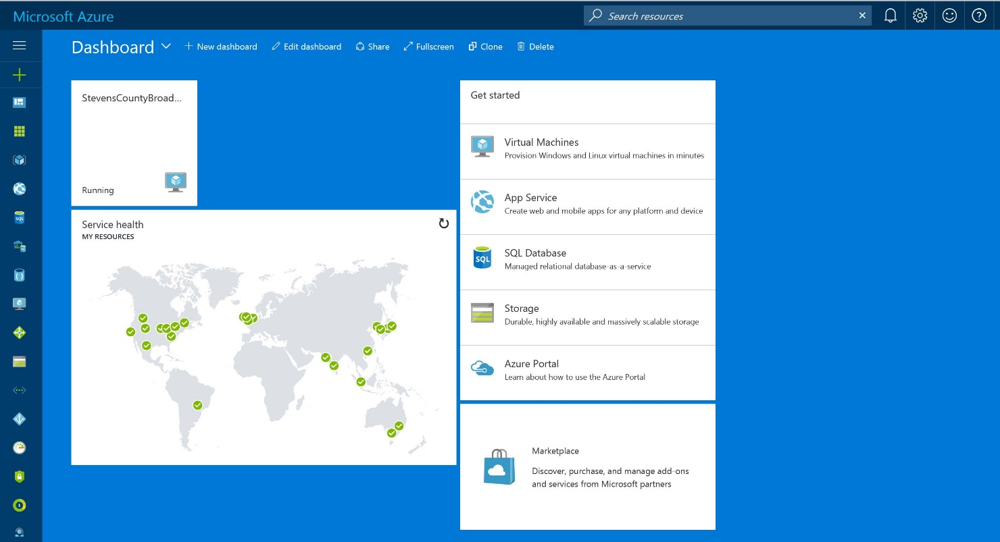 Microsoft Azure
Search resources
Dashboard
New dashboard
Edit dashboard
Share
Fullscreen
Clone
Delete
StevensCountyBroad...
Running
Service health
MY RESOURCES
Get started
Virtual Machines
Provision Windows and Linux virtual machines in minutes
App Service
Create web and mobile apps for any platform and device
SQL
SQL Database
Managed relational database-as-a-service
Storage
Durable, highly available and massively scalable storage
Azure Portal
Learn about how to use the Azure Portal
Marketplace
Discover, purchase, and manage add-ons
and services from Microsoft partners
SQL